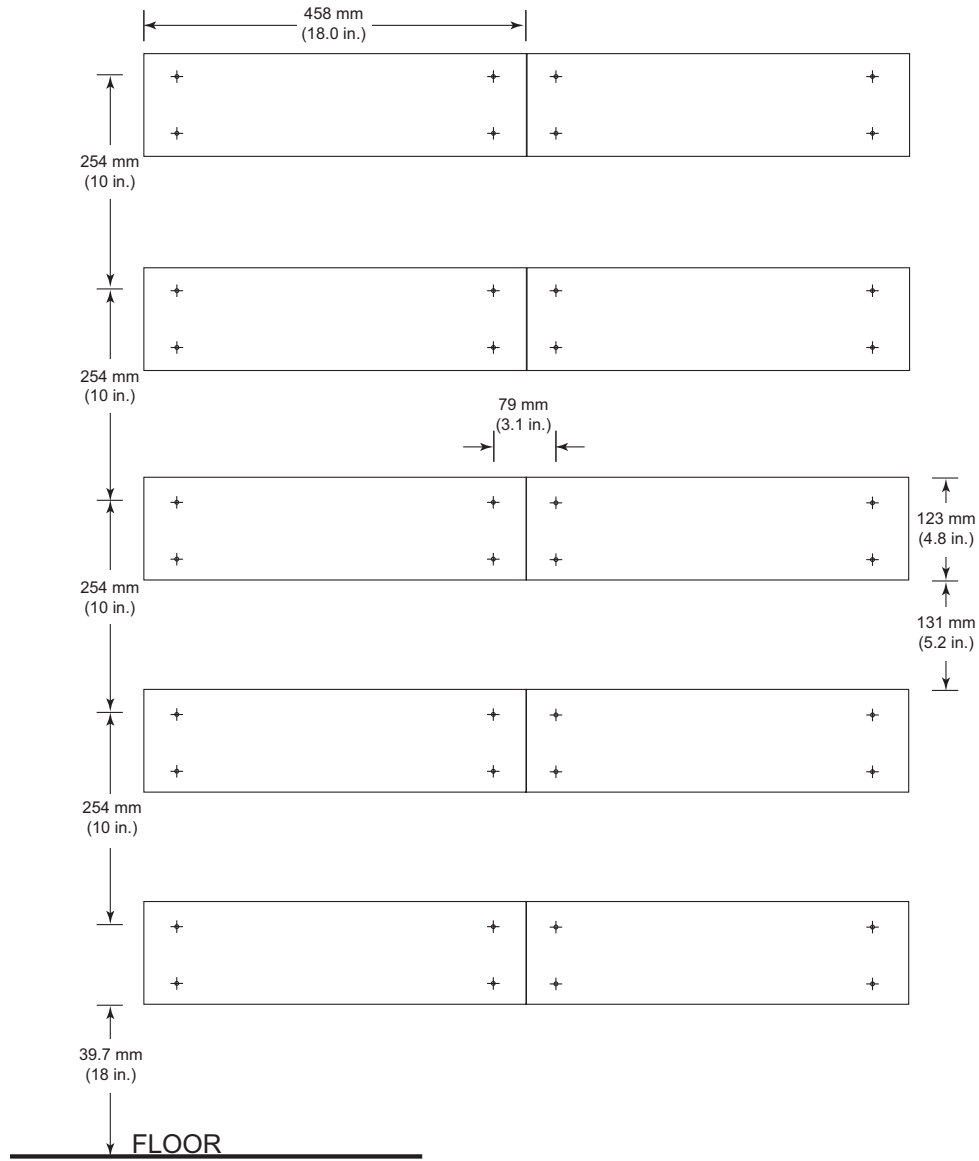 458 mm
(18.0 in.)
254 mm
(10 in.)
254 mm
(10 in.)
79 mm
(3.1 in.)
123 mm
(4.8 in.)
254 mm
(10 in.)
131 mm
(5.2 in.)
254 mm
(10 in.)
39.7 mm
(18 in.)
FLOOR